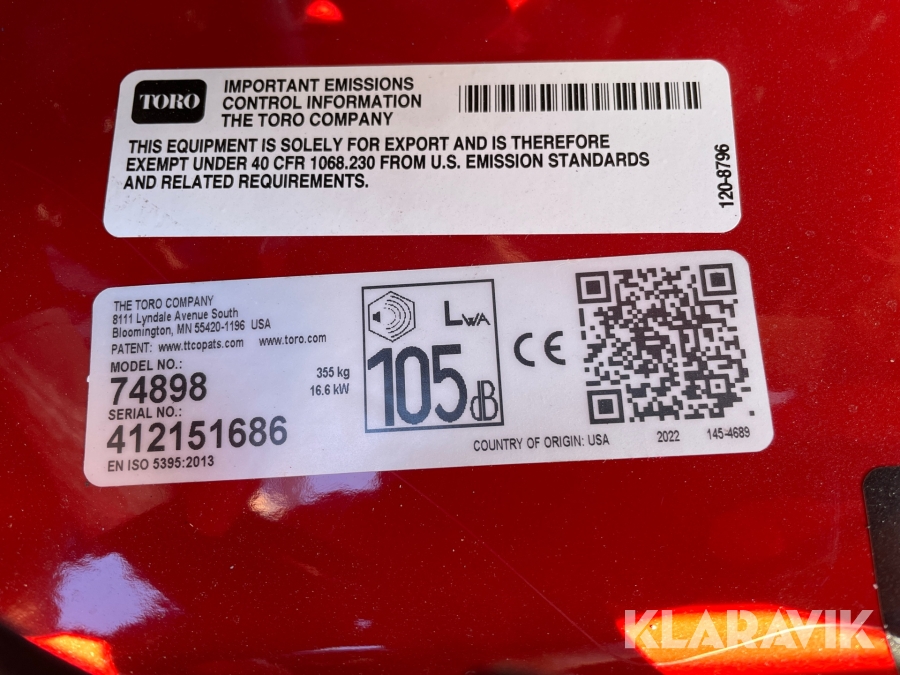 TORO
IMPORTANT EMISSIONS
CONTROL INFORMATION
THE TORO COMPANY
THIS EQUIPMENT IS SOLELY FOR EXPORT AND IS THEREFORE
EXEMPT UNDER 40 CFR 1068.230 FROM U.S. EMISSION STANDARDS
AND RELATED REQUIREMENTS.
120-8796
THE TORO COMPANY
8111 Lyndale Avenue South
Bloomington, MN 55420-1196 USA
PATENT: www.ttcopats.com www.toro.com
MODEL NO.:
74898
355 kg
16.6 kW
SERIAL NO.:
412151686
EN ISO 5395:2013
LWA
105dB
CE
COUNTRY OF ORIGIN: USA 2022 145-4689
KLARAVIK